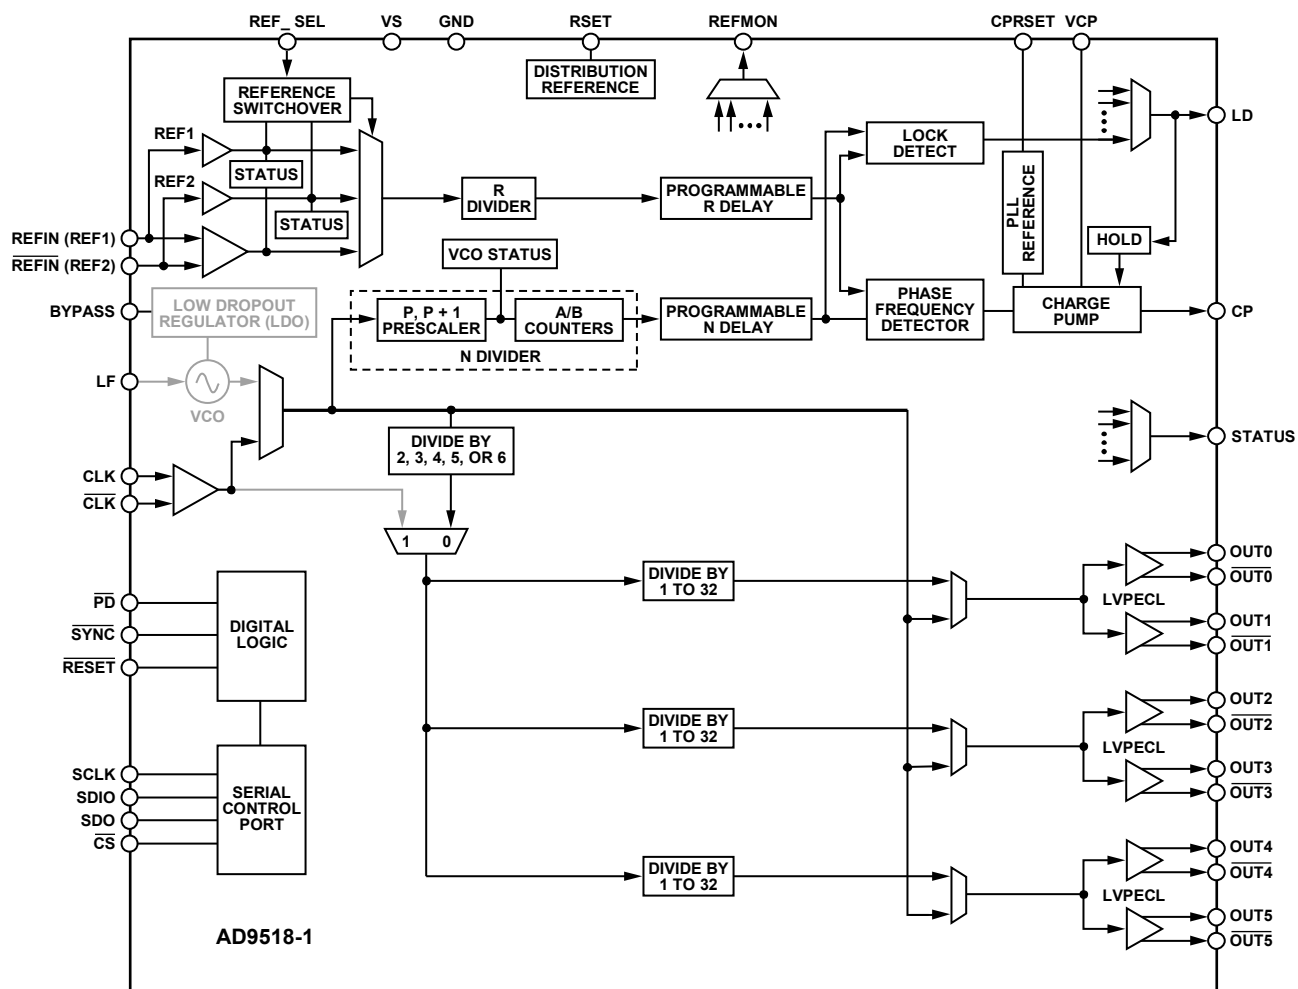 REF_ SEL
VS
GND
RSET
REFMON
CPRSET
VCP
DISTRIBUTION
REFERENCE
REFERENCE
SWITCHOVER
REF1
STATUS
REF2
STATUS
R
DIVIDER
PROGRAMMABLE
R DELAY
LOCK
DETECT
PLL
REFERENCE
LD
HOLD
REFIN (REF1)
REFIN (REF2)
BYPASS
LOW DROPOUT
REGULATOR (LDO)
VCO STATUS
P, P + 1
PRESCALER
A/B
COUNTERS
N DIVIDER
PROGRAMMABLE
N DELAY
PHASE
FREQUENCY
DETECTOR
CHARGE
PUMP
CP
LF
VCO
STATUS
DIVIDE BY
2, 3, 4, 5, OR 6
CLK
CLK
1 0
DIVIDE BY
1 TO 32
LVPECL
OUT0
OUT0
OUT1
OUT1
PD
SYNC
RESET
DIGITAL
LOGIC
DIVIDE BY
1 TO 32
LVPECL
OUT2
OUT2
OUT3
OUT3
SCLK
SDIO
SDO
CS
SERIAL
CONTROL
PORT
DIVIDE BY
1 TO 32
LVPECL
OUT4
OUT4
OUT5
OUT5
AD9518-1